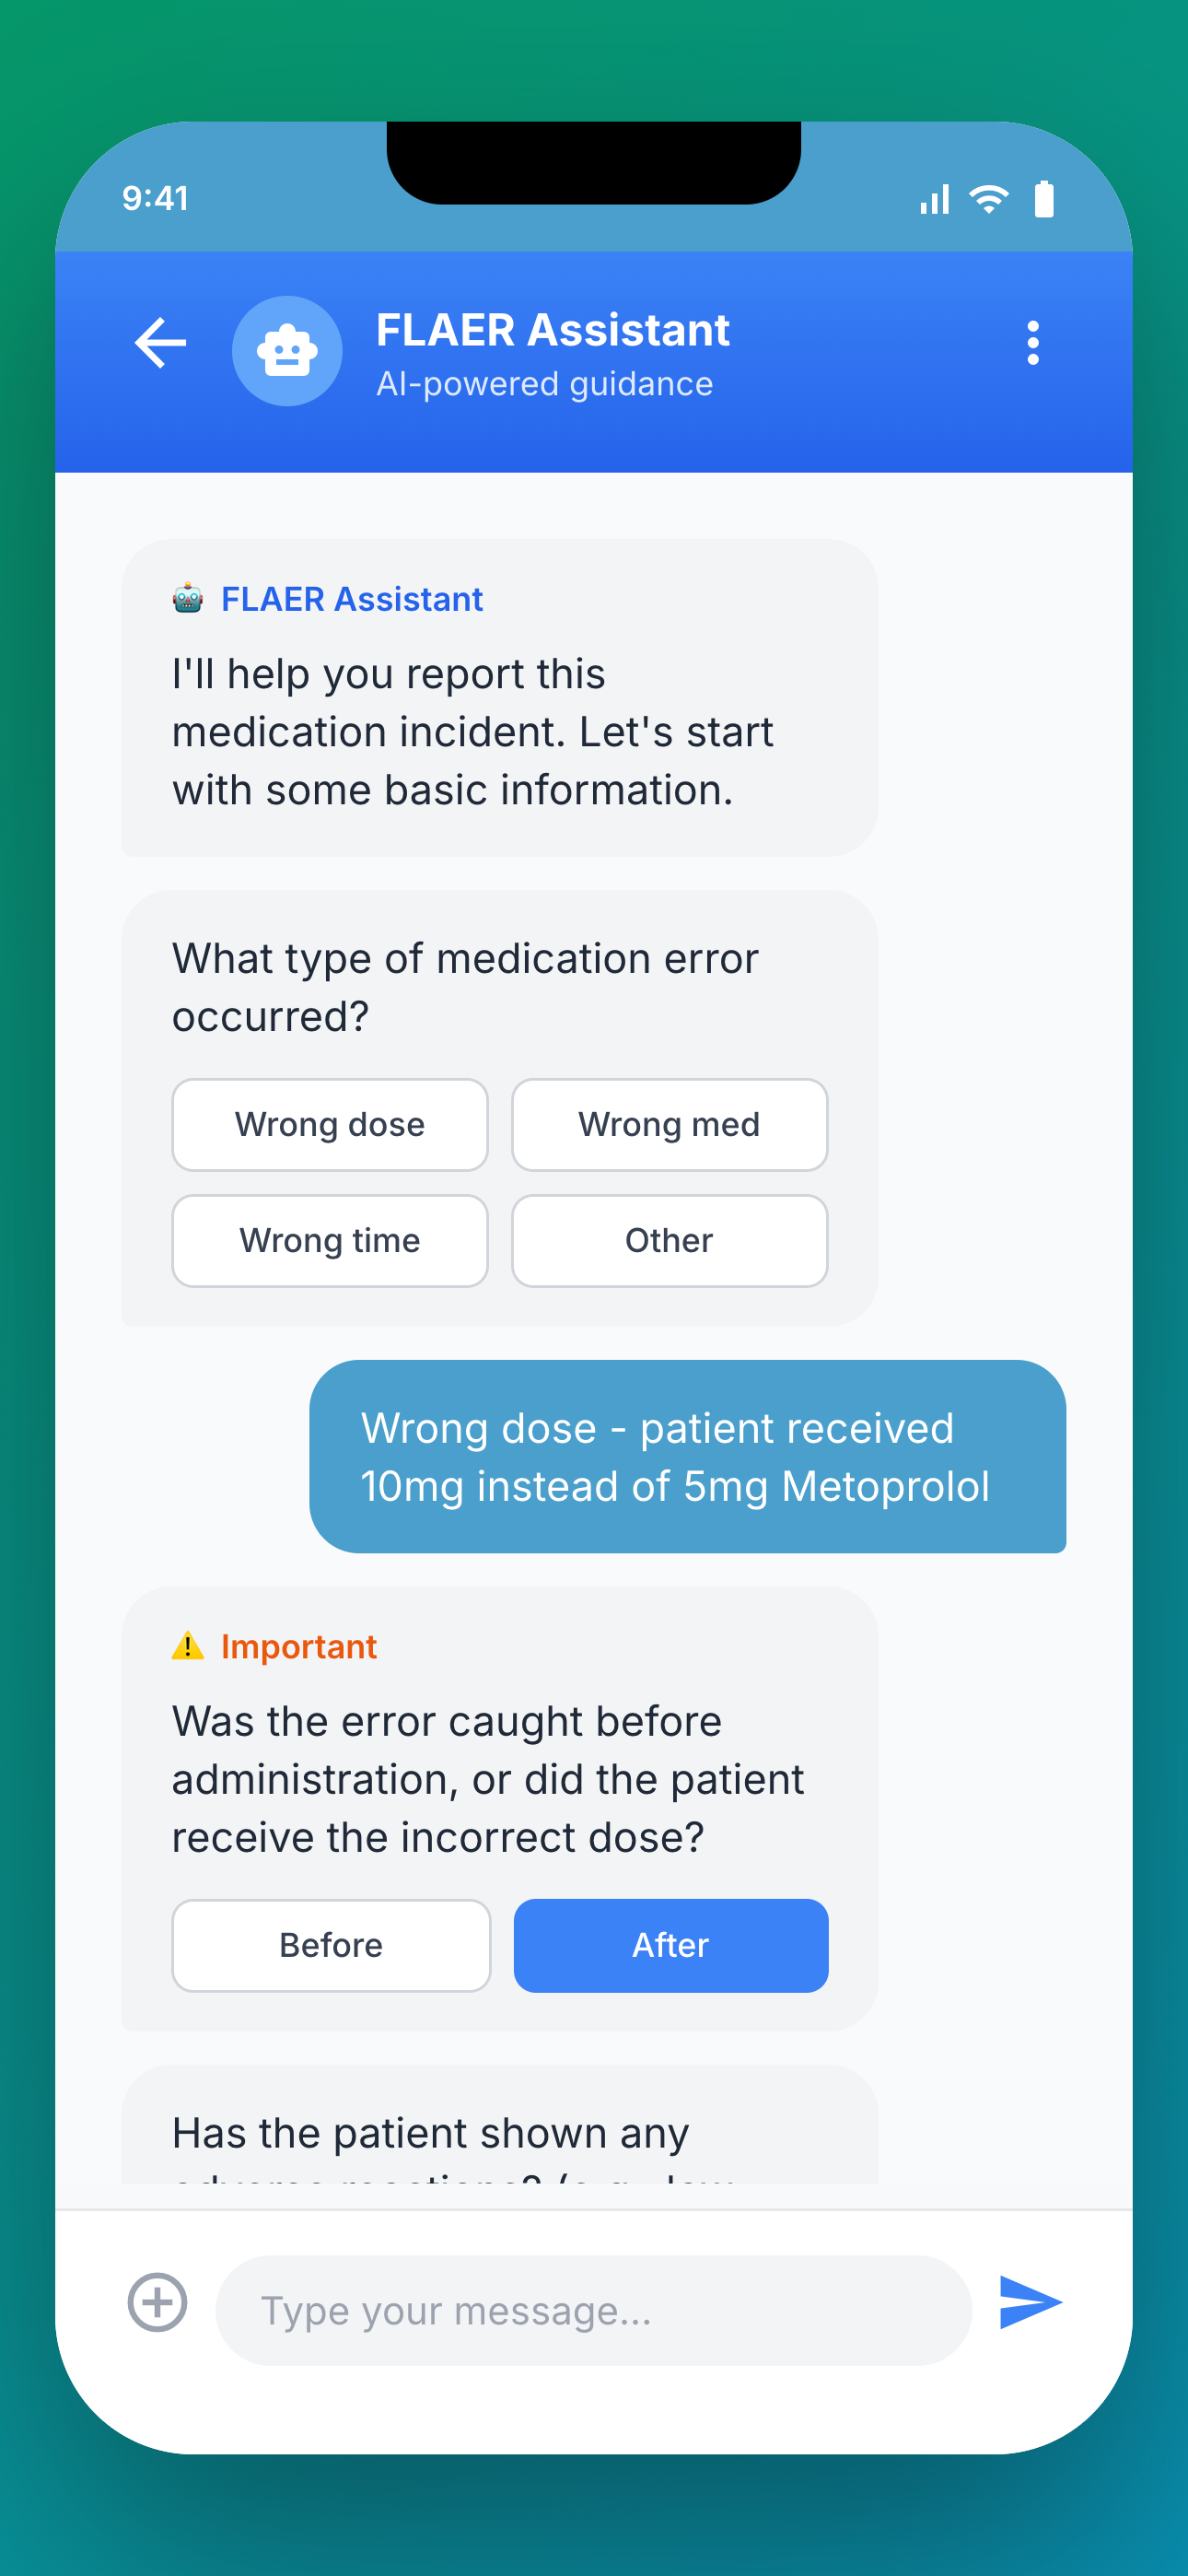 9:41
FLAER Assistant
AI-powered guidance
FLAER Assistant
I'll help you report this
medication incident. Let's start
with some basic information.
What type of medication error
occurred?
Wrong dose
Wrong med
Wrong time
Other
Wrong dose - patient received
10mg instead of 5mg Metoprolol
Important
Was the error caught before
administration, or did the patient
receive the incorrect dose?
Before
After
Has the patient shown any
adverse reactions? (e.g., low
Type your message...